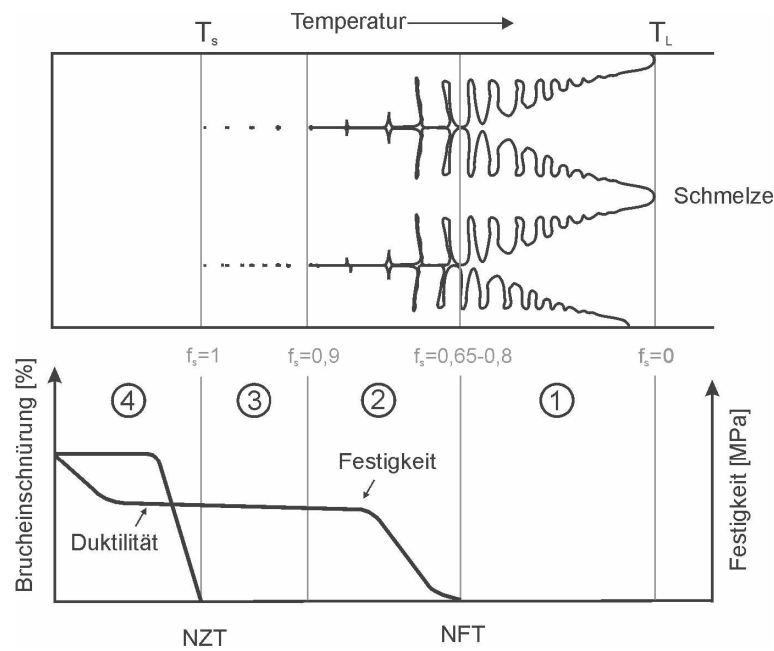 Temperatur
Tₛ
T_L
Schmelze
fₛ=1
fₛ=0,9
fₛ=0,65-0,8
fₛ=0
Brucheinschnürung [%]
4
3
2
1
Festigkeit [MPa]
Festigkeit
Duktilität
NZT
NFT